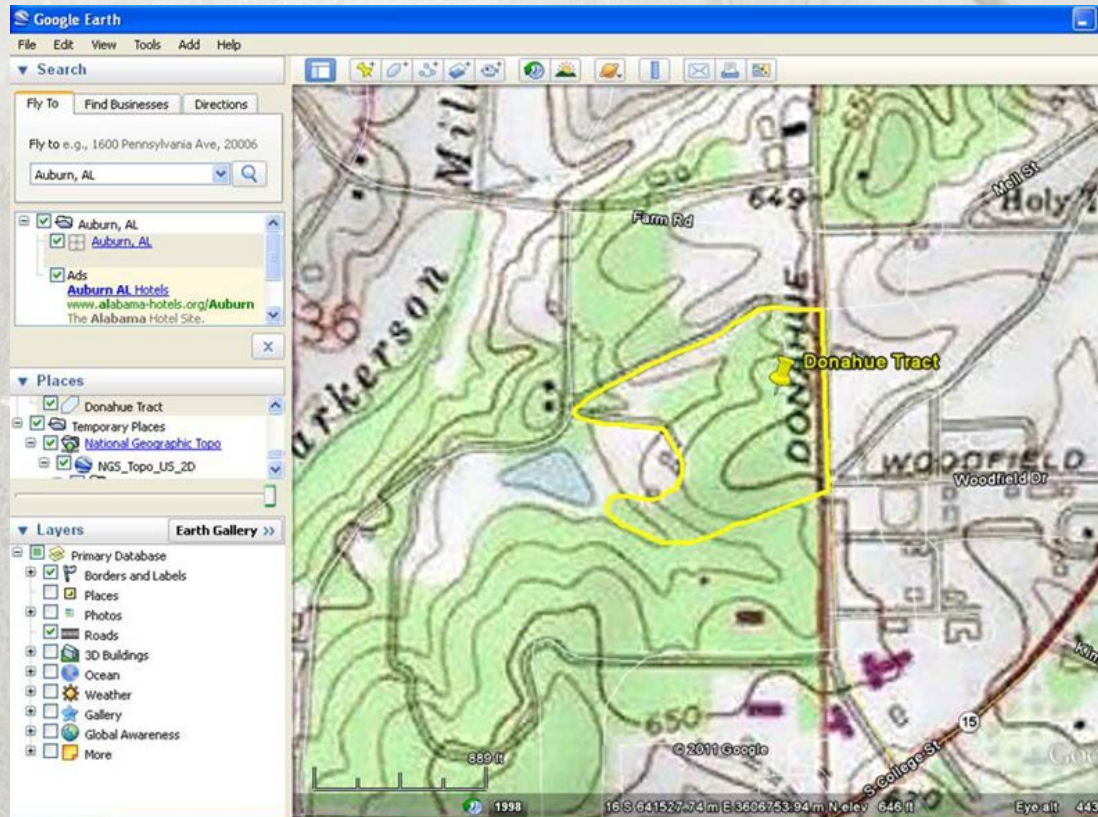 Google Earth
File Edit View Tools Add Help
Search
Fly To Find Businesses Directions
Fly to e.g., 1600 Pennsylvania Ave, 20006
Auburn, AL
Auburn, AL
Auburn, AL
Ads
Auburn AL Hotels
www.alabama-hotels.org/Auburn
The Alabama Hotel Site.
Places
Donahue Tract
Temporary Places
National Geographic Topo
NGS_Topo_US_2D
Layers
Earth Gallery >>
Primary Database
Borders and Labels
Places
Photos
Roads
3D Buildings
Ocean
Weather
Gallery
Global Awareness
More
Mill
Farm Rd
649
Moll St
Holy
36
arkerson
DONAHUE
Donahue Tract
WOODFIELD
Woodfield Dr
650
15
S College St
© 2011 Google
889 ft
1998
16 S 641527.74 m E 3606753.94 m N elev 646 ft
Eye alt 443